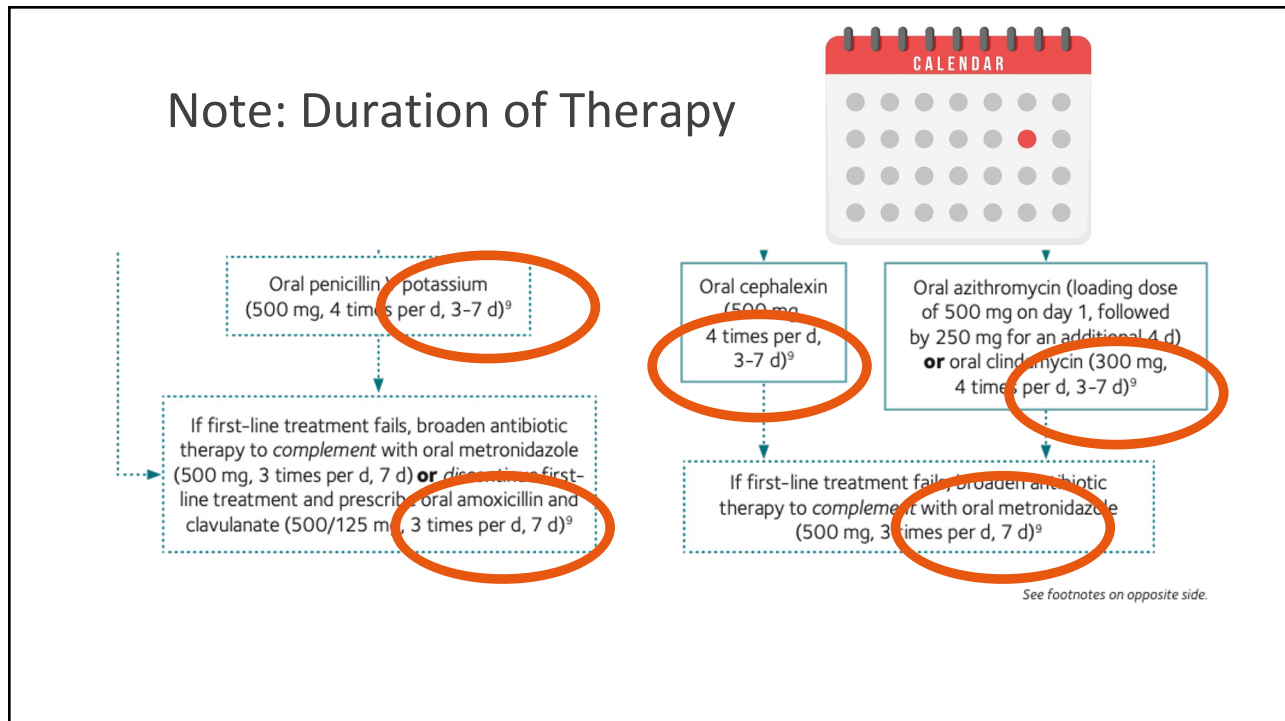 CALENDAR
Note: Duration of Therapy
Oral penicillin V potassium
(500 mg, 4 times per d, 3–7 d)⁹
If first-line treatment fails, broaden antibiotic
therapy to complement with oral metronidazole
(500 mg, 3 times per d, 7 d) or discontinue first-
line treatment and prescribe oral amoxicillin and
clavulanate (500/125 mg, 3 times per d, 7 d)⁹
Oral cephalexin
(500 mg,
4 times per d,
3–7 d)⁹
Oral azithromycin (loading dose
of 500 mg on day 1, followed
by 250 mg for an additional 4 d)
or oral clindamycin (300 mg,
4 times per d, 3–7 d)⁹
If first-line treatment fails, broaden antibiotic
therapy to complement with oral metronidazole
(500 mg, 3 times per d, 7 d)⁹
See footnotes on opposite side.